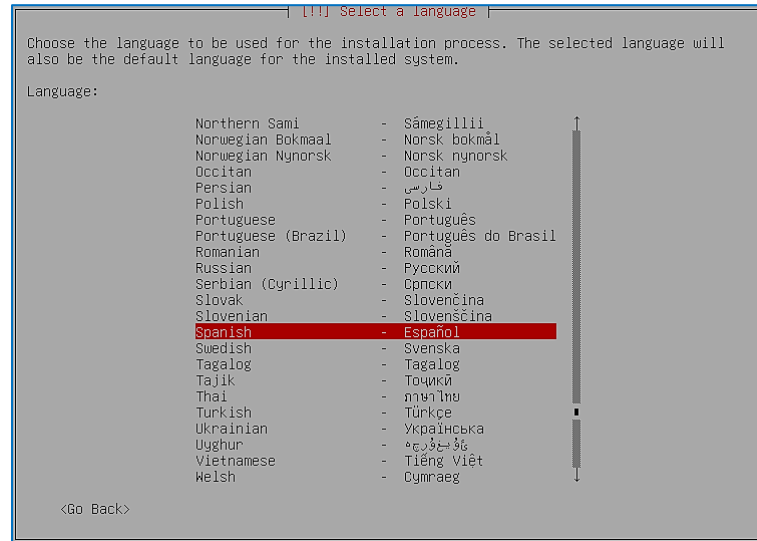 [!!] Select a language
Choose the language to be used for the installation process. The selected language will
also be the default language for the installed system.
Language:
Northern Sami - Sámegillii
Norwegian Bokmaal - Norsk bokmål
Norwegian Nynorsk - Norsk nynorsk
Occitan - Occitan
Persian - فارسی
Polish - Polski
Portuguese - Português
Portuguese (Brazil) - Português do Brasil
Romanian - Română
Russian - Русский
Serbian (Cyrillic) - Српски
Slovak - Slovenčina
Slovenian - Slovenščina
Spanish - Español
Swedish - Svenska
Tagalog - Tagalog
Tajik - Тоҷикӣ
Thai - ภาษาไทย
Turkish - Türkçe
Ukrainian - Українська
Uyghur - ئۇيغۇرچە
Vietnamese - Tiếng Việt
Welsh - Cymraeg
<Go Back>